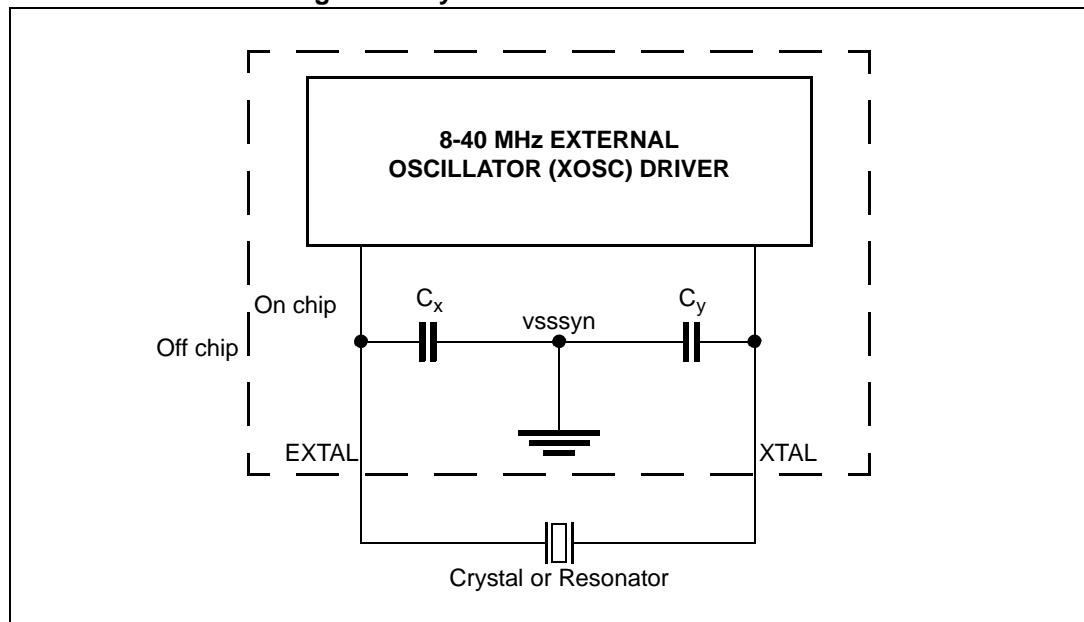 8-40 MHz EXTERNAL
OSCILLATOR (XOSC) DRIVER
On chip
Cx
vsssyn
Cy
Off chip
EXTAL
XTAL
Crystal or Resonator